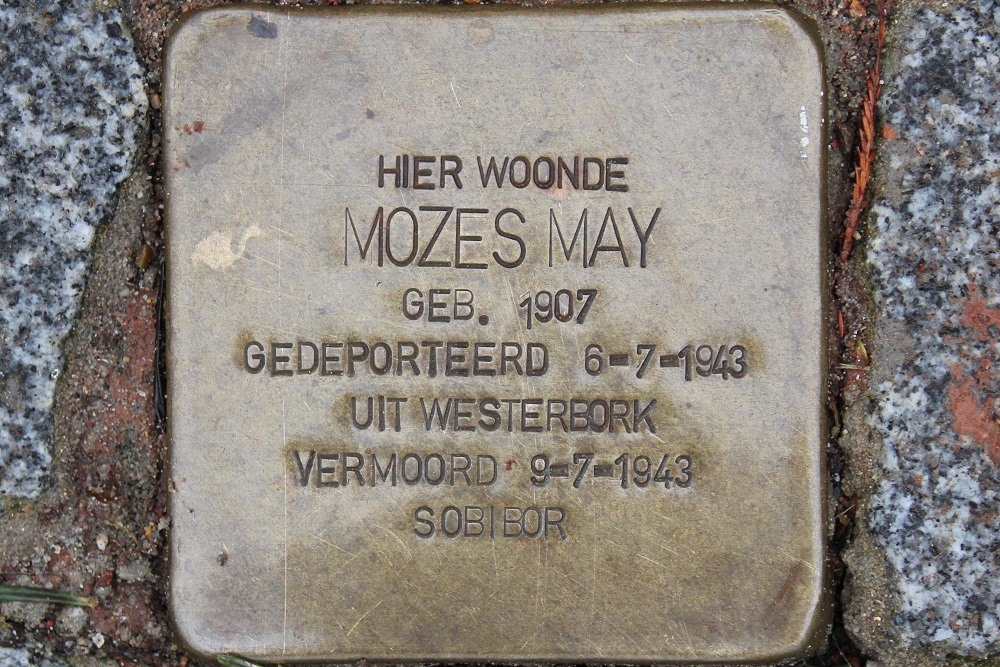 HIER WOONDE
MOZES MAY
GEB. 1907
GEDEPORTEERD 6-7-1943
UIT WESTERBORK
VERMOORD 9-7-1943
SOBIBOR